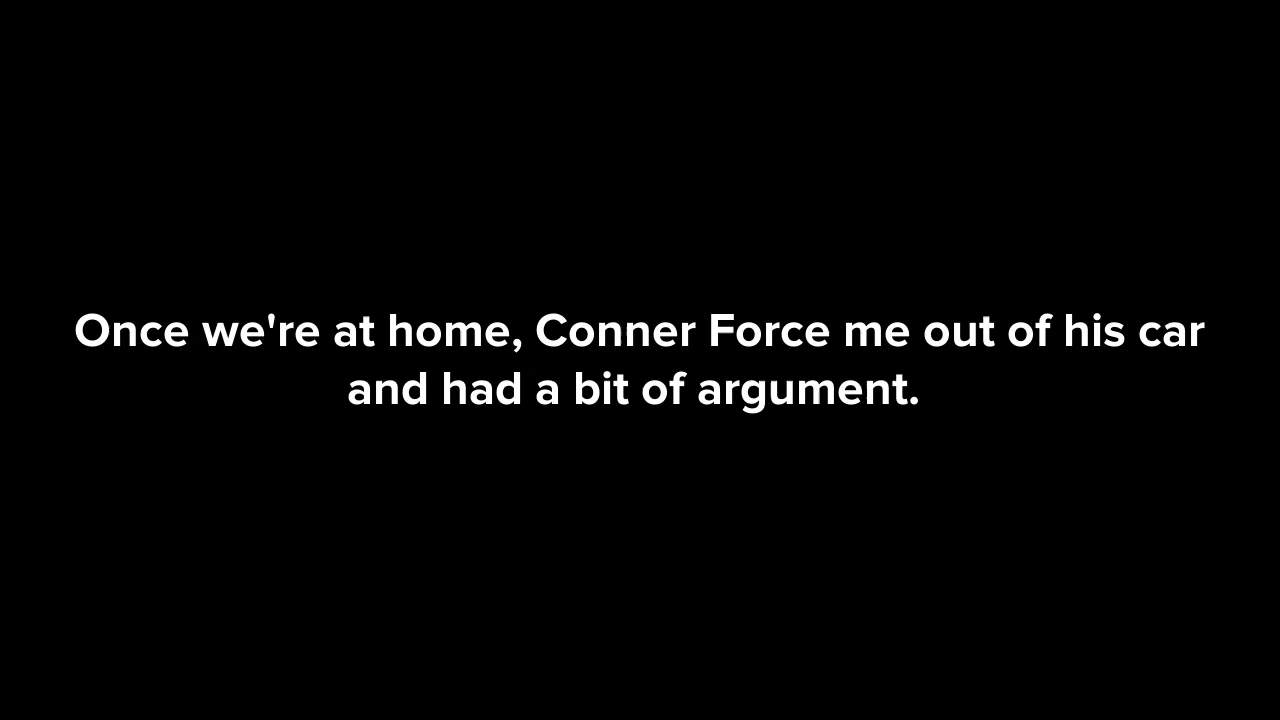 Once we're at home, Conner Force me out of his car
and had a bit of argument.